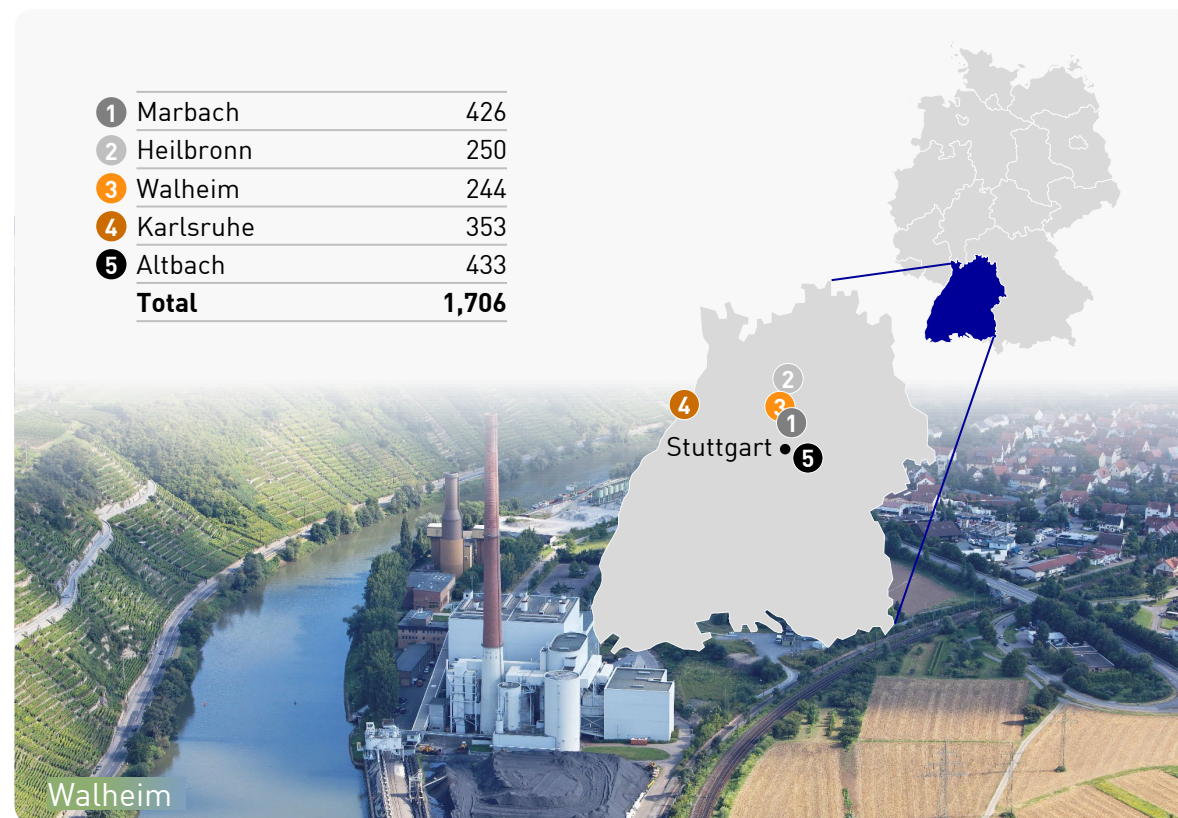 1 Marbach 426
2 Heilbronn 250
3 Walheim 244
4 Karlsruhe 353
5 Altbach 433
Total 1,706
2
4
3
1
Stuttgart
5
Walheim